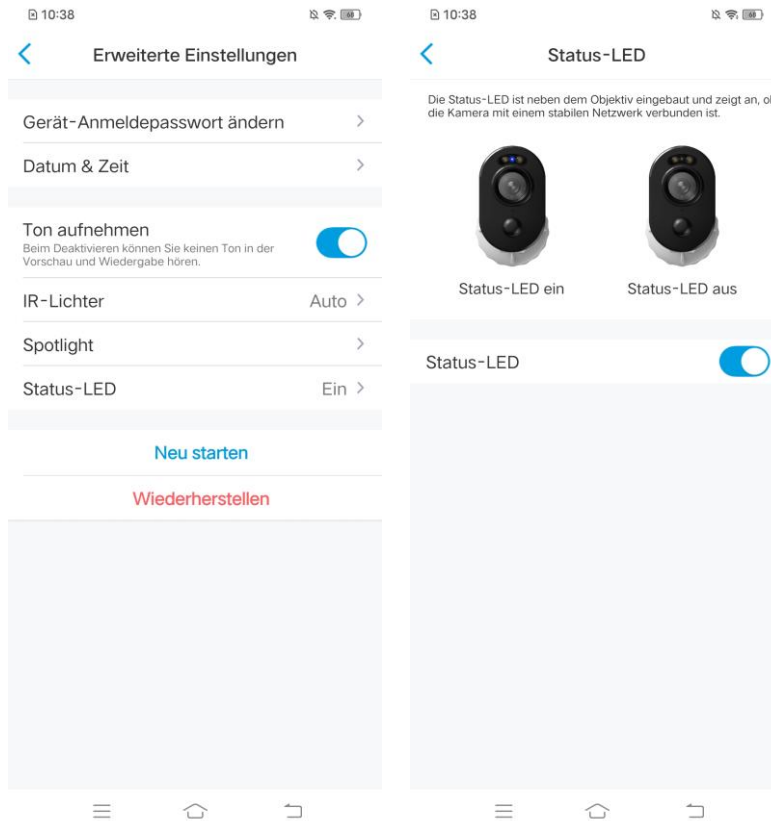 10:38
68
Erweiterte Einstellungen
Gerät-Anmeldepasswort ändern
Datum & Zeit
Ton aufnehmen
Beim Deaktivieren können Sie keinen Ton in der
Vorschau und Wiedergabe hören.
IR-Lichter Auto
Spotlight
Status-LED Ein
Neu starten
Wiederherstellen
10:38
68
Status-LED
Die Status-LED ist neben dem Objektiv eingebaut und zeigt an,
die Kamera mit einem stabilen Netzwerk verbunden ist.
Status-LED ein Status-LED aus
Status-LED